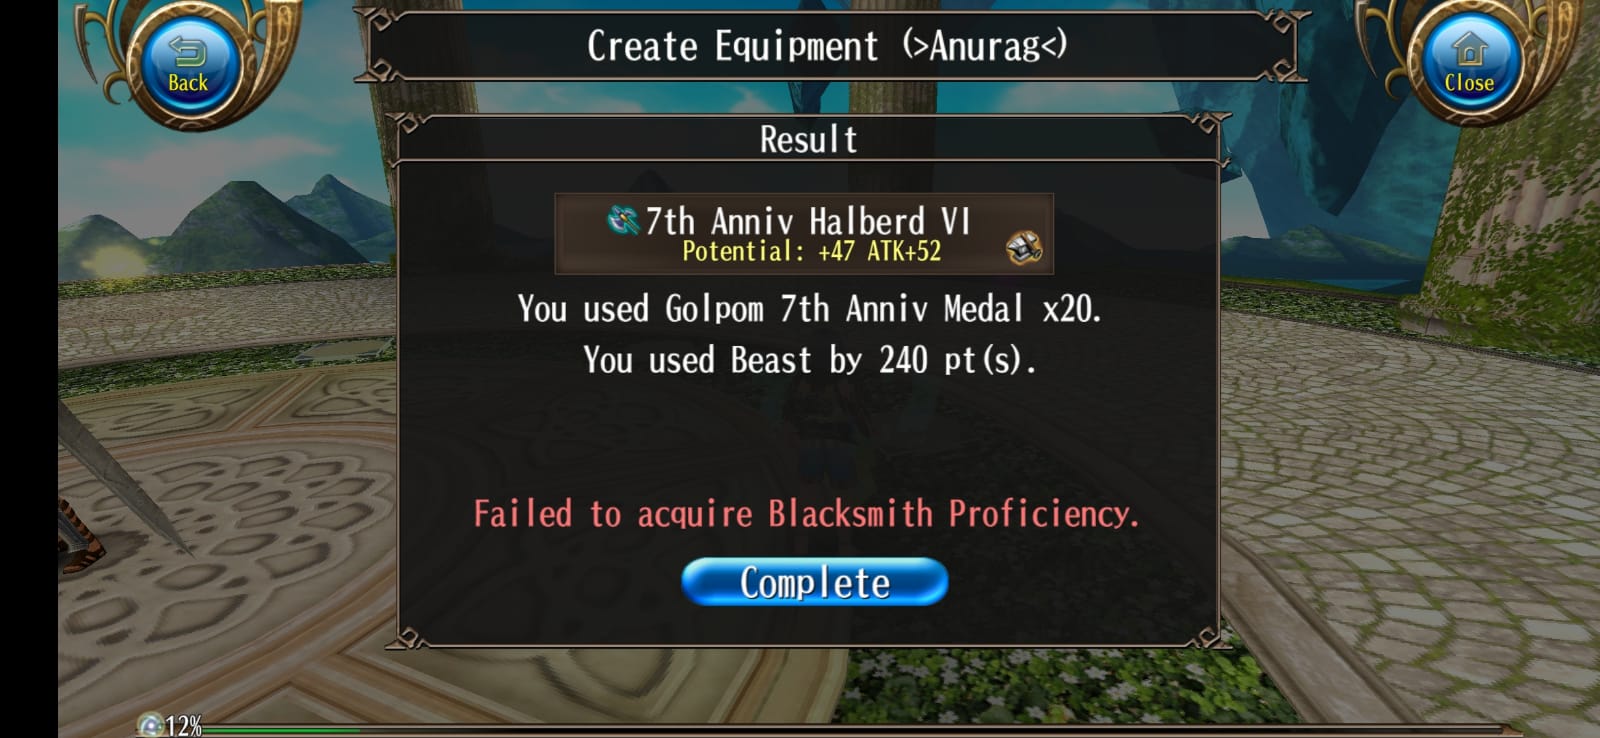 Back
Create Equipment (>Anurag<)
Close
Result
7th Anniv Halberd VI
Potential: +47 ATK+52
You used Golpom 7th Anniv Medal x20.
You used Beast by 240 pt(s).
Failed to acquire Blacksmith Proficiency.
Complete
12%